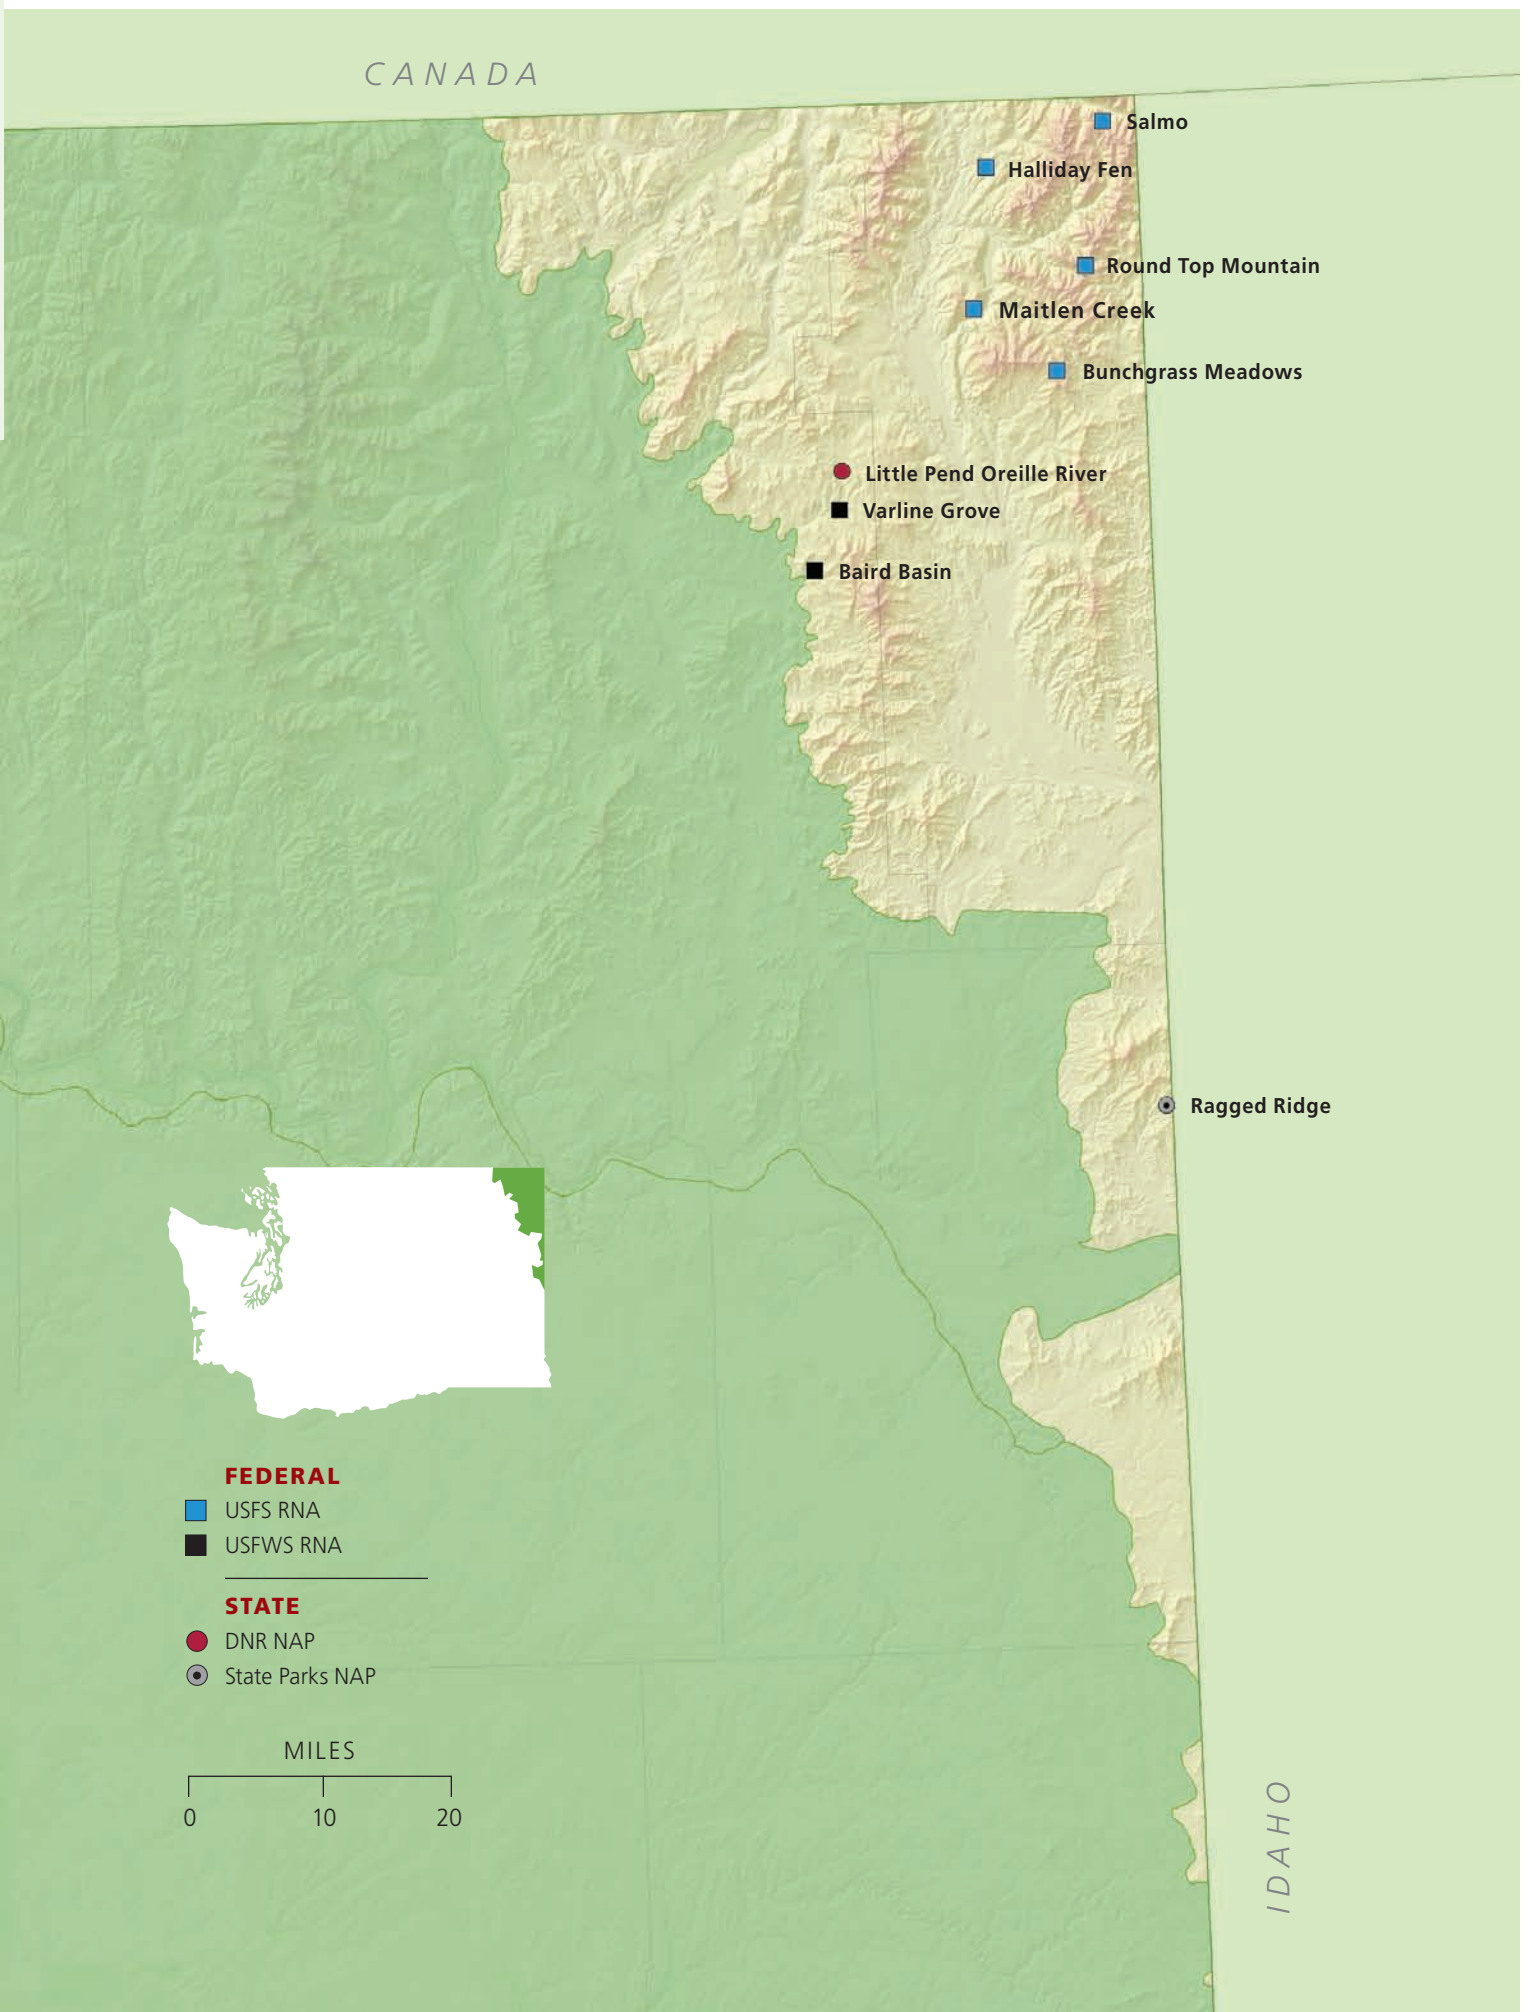 CANADA
Salmo
Halliday Fen
Round Top Mountain
Maitlen Creek
Bunchgrass Meadows
Little Pend Oreille River
Varline Grove
Baird Basin
Ragged Ridge
FEDERAL
USFS RNA
USFWS RNA
STATE
DNR NAP
State Parks NAP
MILES
0 10 20
IDAHO